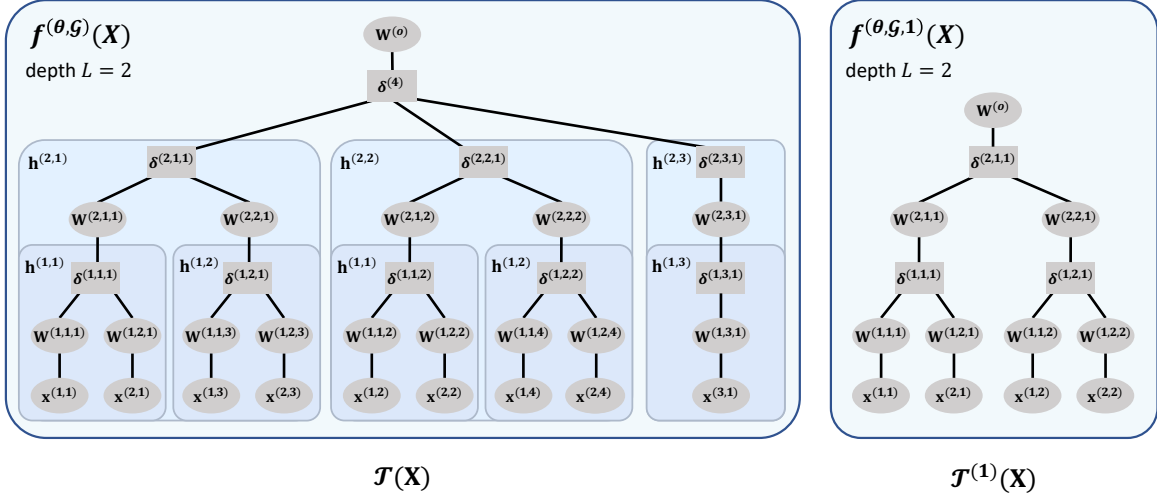 f^(θ,𝒢)(X)
depth L = 2
W^(o)
δ^(4)
h^(2,1) δ^(2,1,1) h^(2,2) δ^(2,2,1) h^(2,3) δ^(2,3,1)
W^(2,1,1) W^(2,2,1) W^(2,1,2) W^(2,2,2) W^(2,3,1)
h^(1,1) δ^(1,1,1) h^(1,2) δ^(1,2,1) h^(1,1) δ^(1,1,2) h^(1,2) δ^(1,2,2) h^(1,3) δ^(1,3,1)
W^(1,1,1) W^(1,2,1) W^(1,1,3) W^(1,2,3) W^(1,1,2) W^(1,2,2) W^(1,1,4) W^(1,2,4) W^(1,3,1)
x^(1,1) x^(2,1) x^(1,3) x^(2,3) x^(1,2) x^(2,2) x^(1,4) x^(2,4) x^(3,1)
𝒯(X)
f^(θ,𝒢,1)(X)
depth L = 2
W^(o)
δ^(2,1,1)
W^(2,1,1) W^(2,2,1)
δ^(1,1,1) δ^(1,2,1)
W^(1,1,1) W^(1,2,1) W^(1,1,2) W^(1,2,2)
x^(1,1) x^(2,1) x^(1,2) x^(2,2)
𝒯^(1)(X)